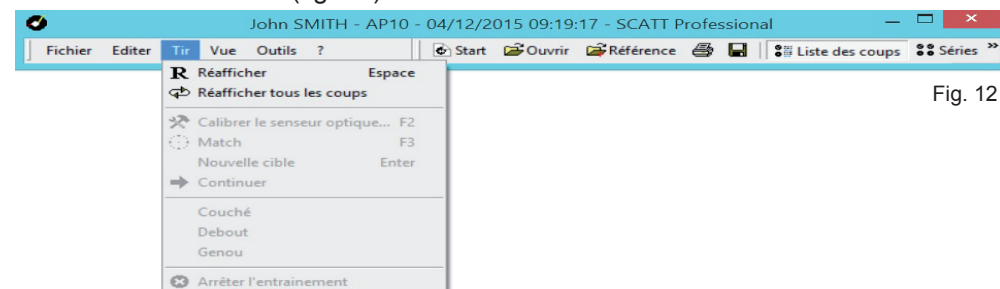 John SMITH - AP10 - 04/12/2015 09:19:17 - SCATT Professional
Fichier Editer Tir Vue Outils ? Start Ouvrir Référence Liste des coups Séries »
R Réafficher Espace
Réafficher tous les coups
Fig. 12
Calibrer le senseur optique... F2
Match F3
Nouvelle cible Enter
Continuer
Couché
Debout
Genou
Arrêter l'entrainement